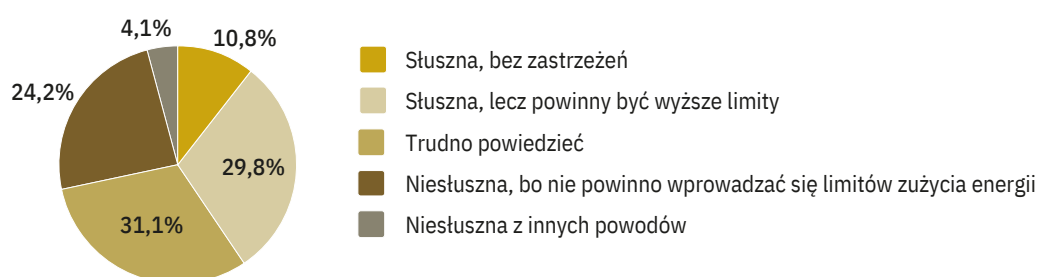 4,1%
10,8%
24,2%
29,8%
31,1%
Słuszna, bez zastrzeżeń
Słuszna, lecz powinny być wyższe limity
Trudno powiedzieć
Niesłuszna, bo nie powinno wprowadzać się limitów zużycia energii
Niesłuszna z innych powodów